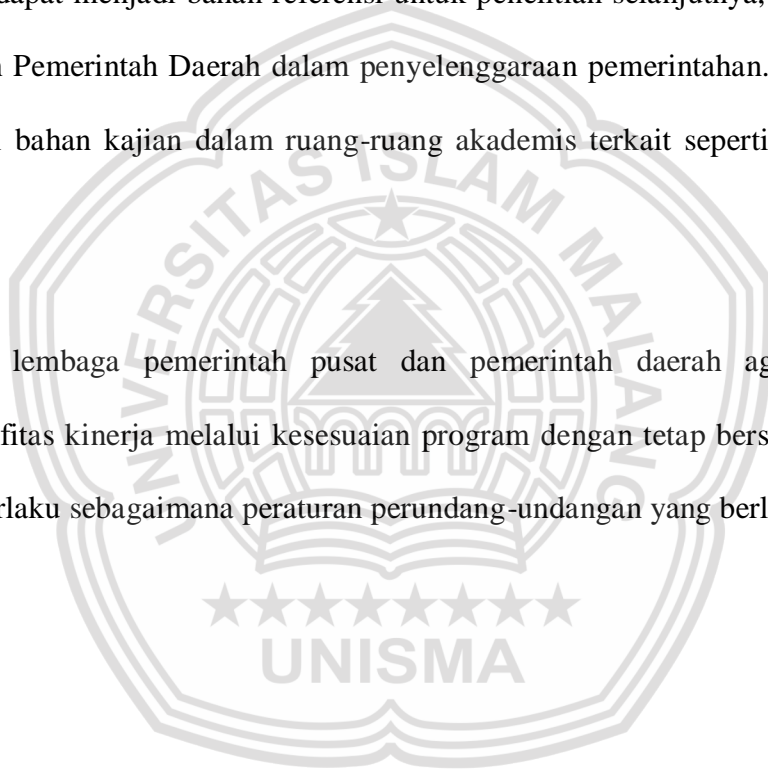 dapat menjadi bahan referensi untuk penelitian selanjutnya,
Pemerintah Daerah dalam penyelenggaraan pemerintahan.
bahan kajian dalam ruang-ruang akademis terkait seperti
UNIVERSITAS ISLAM MALANG
lembaga pemerintah pusat dan pemerintah daerah ag
fitas kinerja melalui kesesuaian program dengan tetap bers
rlaku sebagaimana peraturan perundang-undangan yang berl
UNISMA